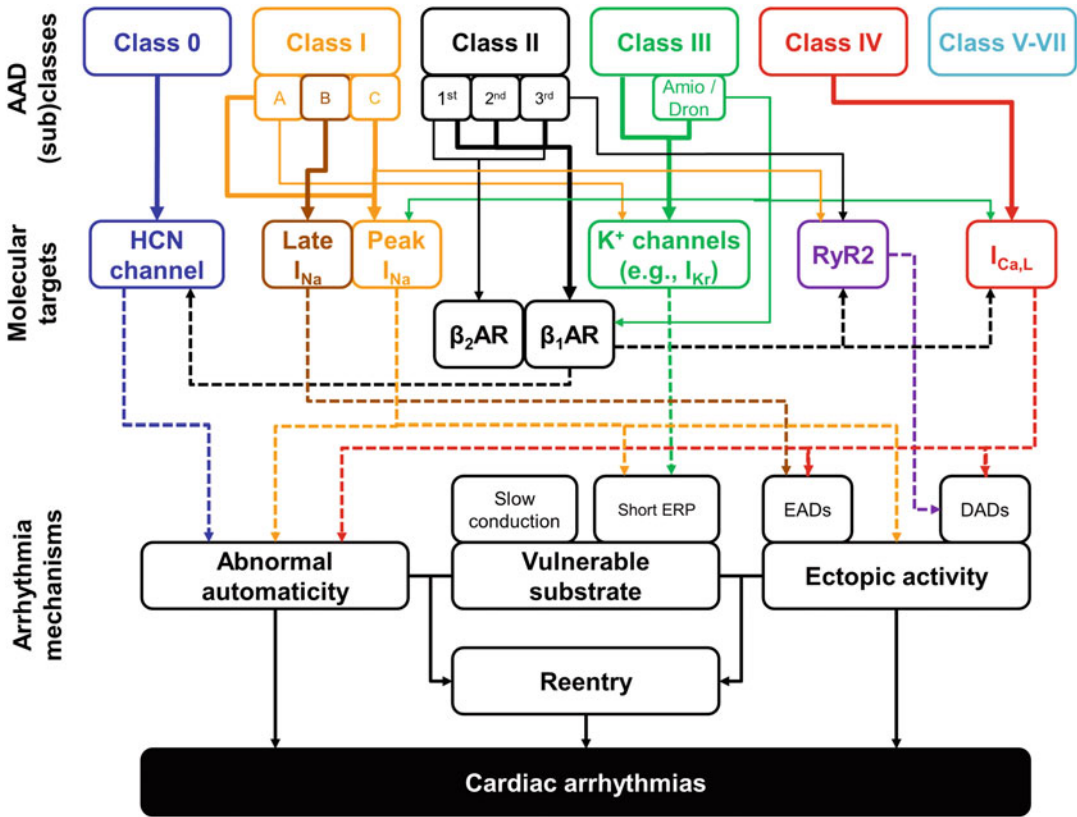 AAD
(sub)classes
Class 0
Class I
Class II
Class III
Class IV
Class V-VII
A
B
C
1st
2nd
3rd
Amio /
Dron
Molecular
targets
HCN
channel
Late
INa
Peak
INa
K+ channels
(e.g., IKr)
RyR2
ICa,L
β2AR
β1AR
Arrhythmia
mechanisms
Slow
conduction
Short ERP
EADs
DADs
Abnormal
automaticity
Vulnerable
substrate
Ectopic activity
Reentry
Cardiac arrhythmias